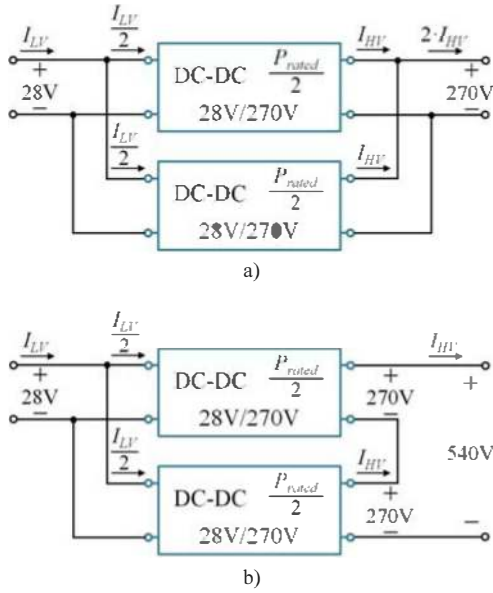 I_LV I_LV/2 I_HV 2·I_HV
DC-DC P_rated/2
+ 28V − 28V/270V + 270V −
I_LV/2 I_HV
DC-DC P_rated/2
28V/270V
a)
I_LV I_LV/2 I_HV
DC-DC P_rated/2
+ 28V − 28V/270V + 270V − +
I_LV/2 I_HV 540V
DC-DC P_rated/2 + 270V −
28V/270V −
b)